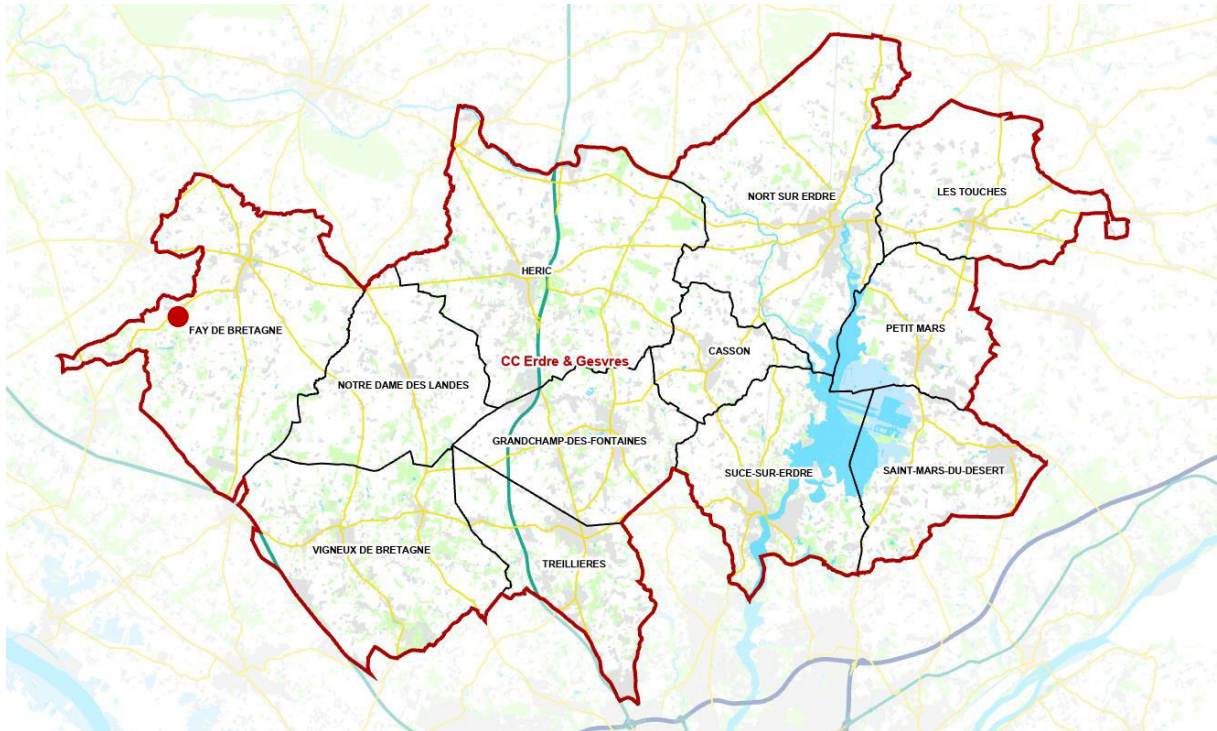 NORT SUR ERDRE
LES TOUCHES
HERIC
FAY DE BRETAGNE
PETIT MARS
CASSON
CC Erdre & Gesvres
NOTRE DAME DES LANDES
GRANDCHAMP-DES-FONTAINES
SUCE-SUR-ERDRE
SAINT-MARS-DU-DESERT
VIGNEUX DE BRETAGNE
TREILLIERES